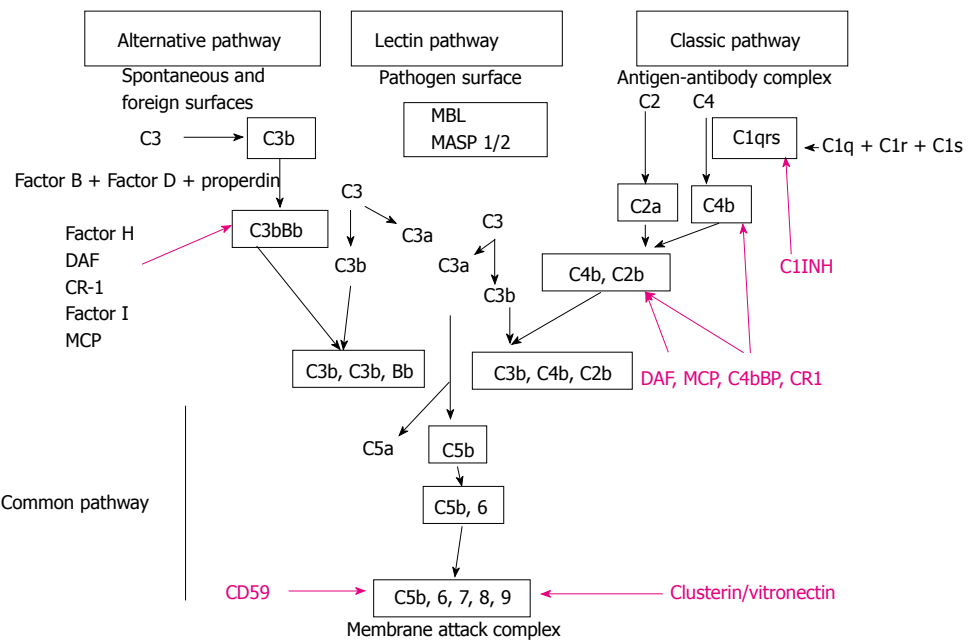 Alternative pathway
Lectin pathway
Classic pathway
Spontaneous and
foreign surfaces
Pathogen surface
Antigen-antibody complex
C2
C4
MBL
MASP 1/2
C3
C3b
C1qrs
C1q + C1r + C1s
Factor B + Factor D + properdin
C3
C3a
C3b
C3
C3a
C3b
C2a
C4b
C3bBb
Factor H
DAF
CR-1
Factor I
MCP
C4b, C2b
C1INH
C3b, C3b, Bb
C3b, C4b, C2b
DAF, MCP, C4bBP, CR1
C5a
C5b
Common pathway
C5b, 6
CD59
C5b, 6, 7, 8, 9
Clusterin/vitronectin
Membrane attack complex